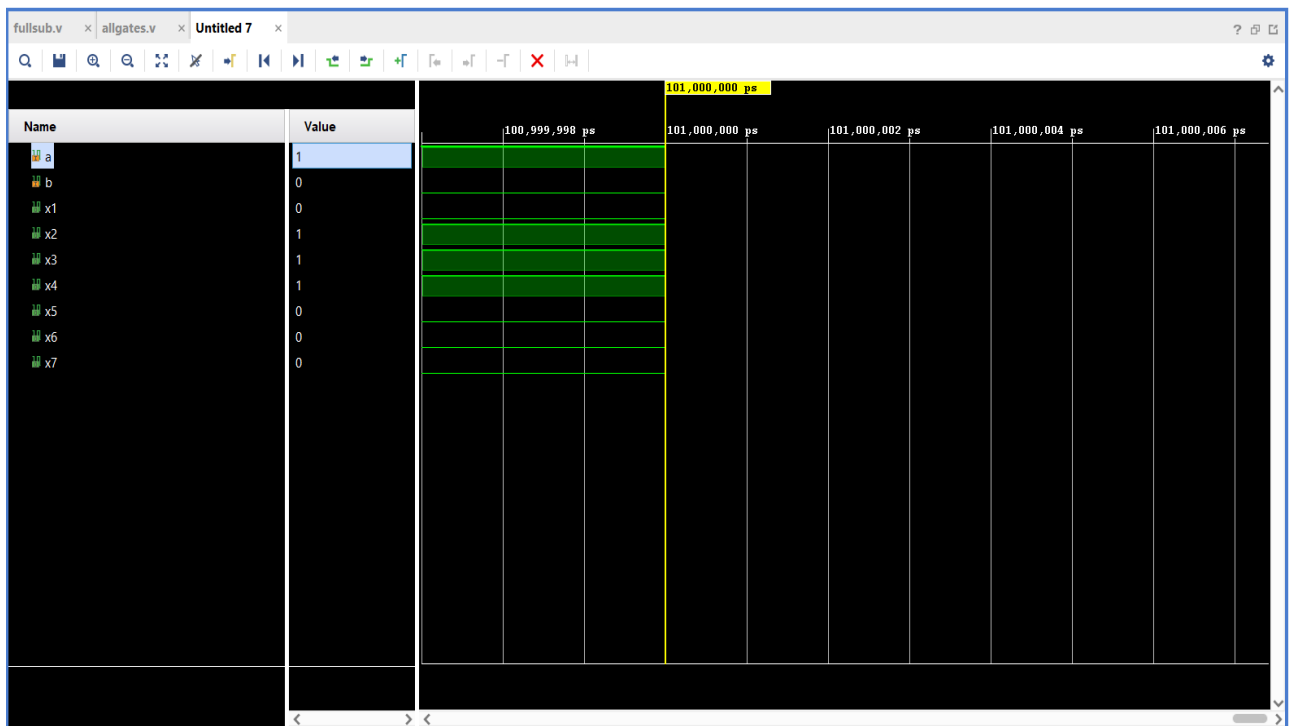 fullsub.v × allgates.v × Untitled 7 ×
101,000,000 ps
Name Value
100,999,998 ps 101,000,000 ps 101,000,002 ps 101,000,004 ps 101,000,006 ps
a 1
b 0
x1 0
x2 1
x3 1
x4 1
x5 0
x6 0
x7 0